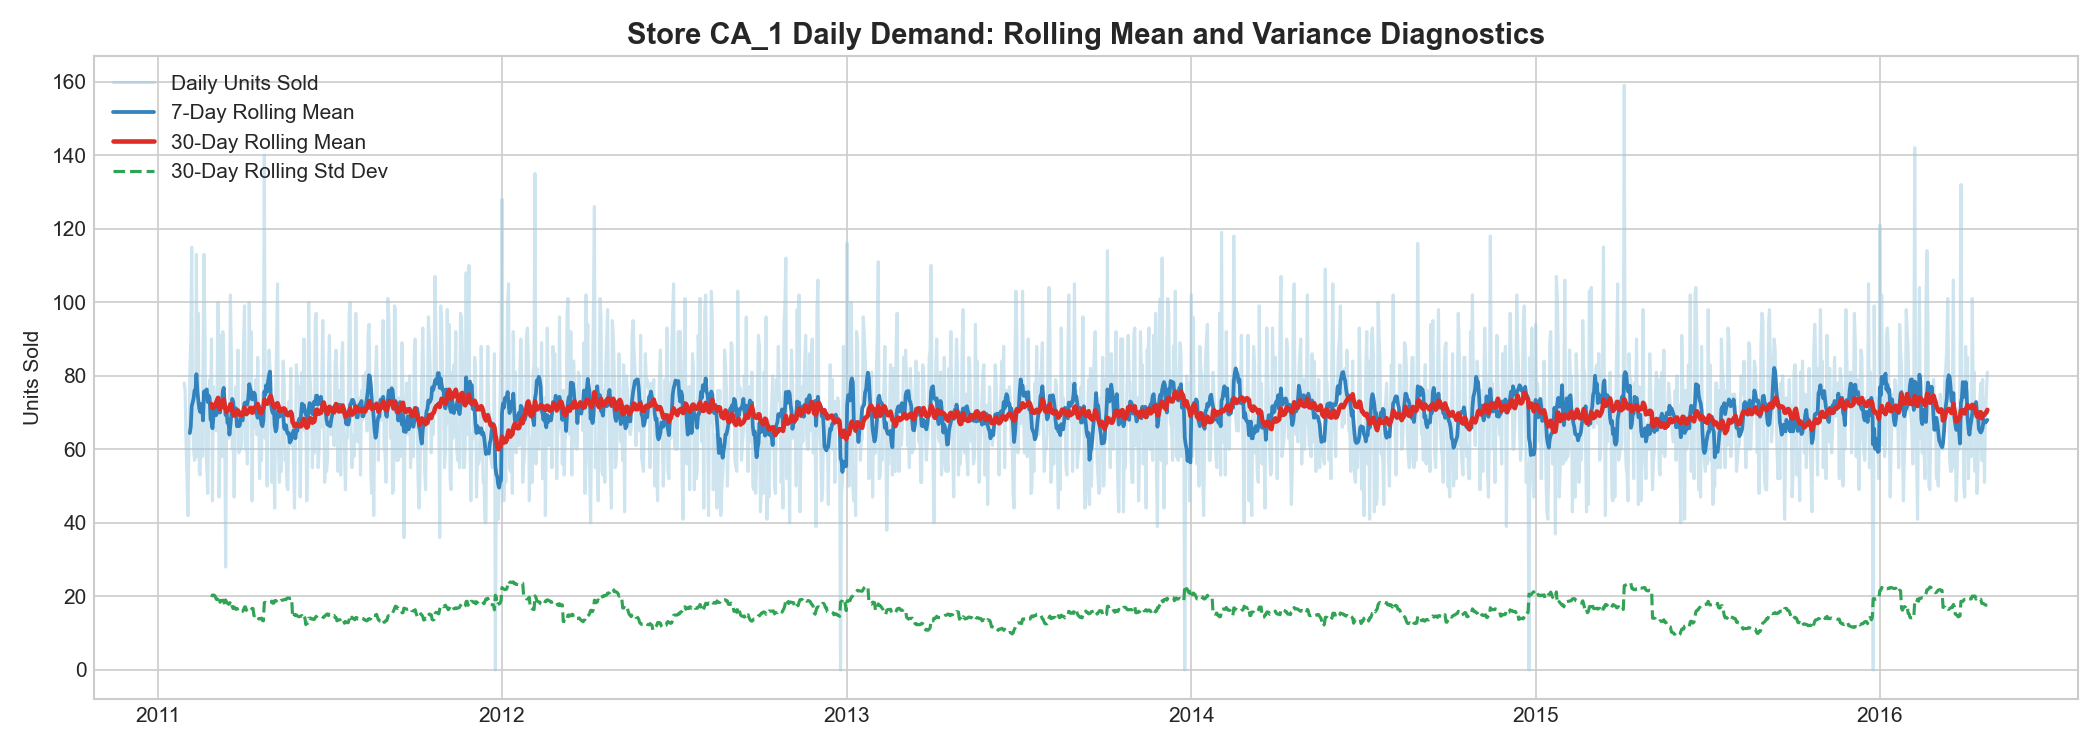 Store CA_1 Daily Demand: Rolling Mean and Variance Diagnostics
Daily Units Sold
7-Day Rolling Mean
30-Day Rolling Mean
30-Day Rolling Std Dev
Units Sold
160
140
120
100
80
60
40
20
0
2011 2012 2013 2014 2015 2016